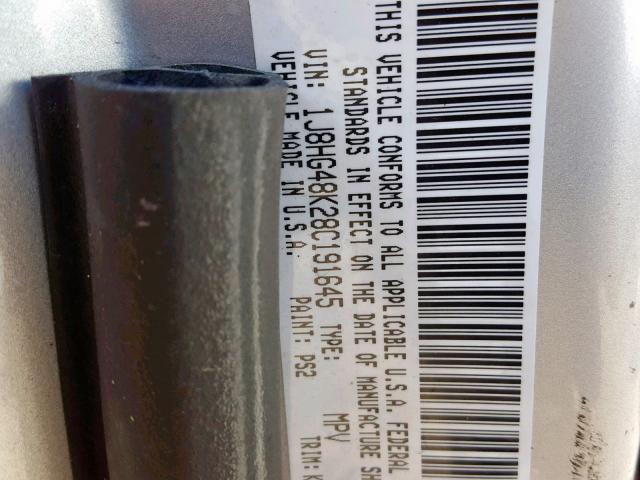 THIS VEHICLE CONFORMS TO ALL APPLICABLE U.S.A. FEDERAL
STANDARDS IN EFFECT ON THE DATE OF MANUFACTURE SH
VIN: 1J8HG48K28C191645 TYPE: MPV
VEHICLE MADE IN U.S.A. PAINT: PS2 TRIM: K